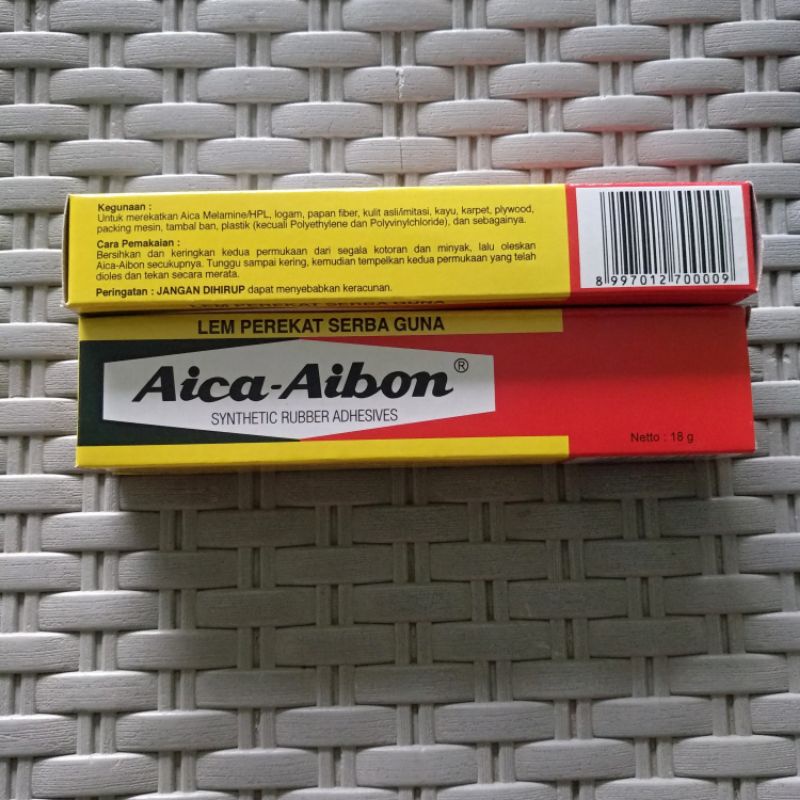 Kegunaan :
Untuk merekatkan Aica Melamine/HPL, logam, papan fiber, kulit asli/imitasi, kayu, karpet, plywood,
packing mesin, tambal ban, plastik (kecuali Polyethylene dan Polyvinylchloride), dan sebagainya.
Cara Pemakaian :
Bersihkan dan keringkan kedua permukaan dari segala kotoran dan minyak, lalu oleskan
Aica-Aibon secukupnya. Tunggu sampai kering, kemudian tempelkan kedua permukaan yang telah
dioles dan tekan secara merata.
Peringatan : JANGAN DIHIRUP dapat menyebabkan keracunan.
8 997012 700009
LEM PEREKAT SERBA GUNA
LEM PEREKAT SERBA GUNA
Aica-Aibon®
SYNTHETIC RUBBER ADHESIVES
Netto : 18 g